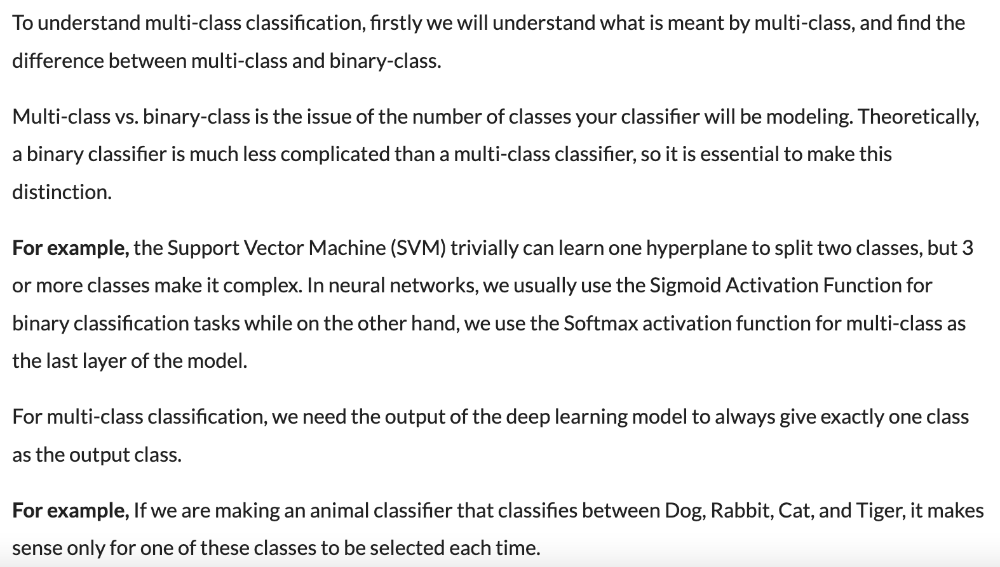 To understand multi-class classification, firstly we will understand what is meant by multi-class, and find the
difference between multi-class and binary-class.
Multi-class vs. binary-class is the issue of the number of classes your classifier will be modeling. Theoretically,
a binary classifier is much less complicated than a multi-class classifier, so it is essential to make this
distinction.
For example, the Support Vector Machine (SVM) trivially can learn one hyperplane to split two classes, but 3
or more classes make it complex. In neural networks, we usually use the Sigmoid Activation Function for
binary classification tasks while on the other hand, we use the Softmax activation function for multi-class as
the last layer of the model.
For multi-class classification, we need the output of the deep learning model to always give exactly one class
as the output class.
For example, If we are making an animal classifier that classifies between Dog, Rabbit, Cat, and Tiger, it makes
sense only for one of these classes to be selected each time.